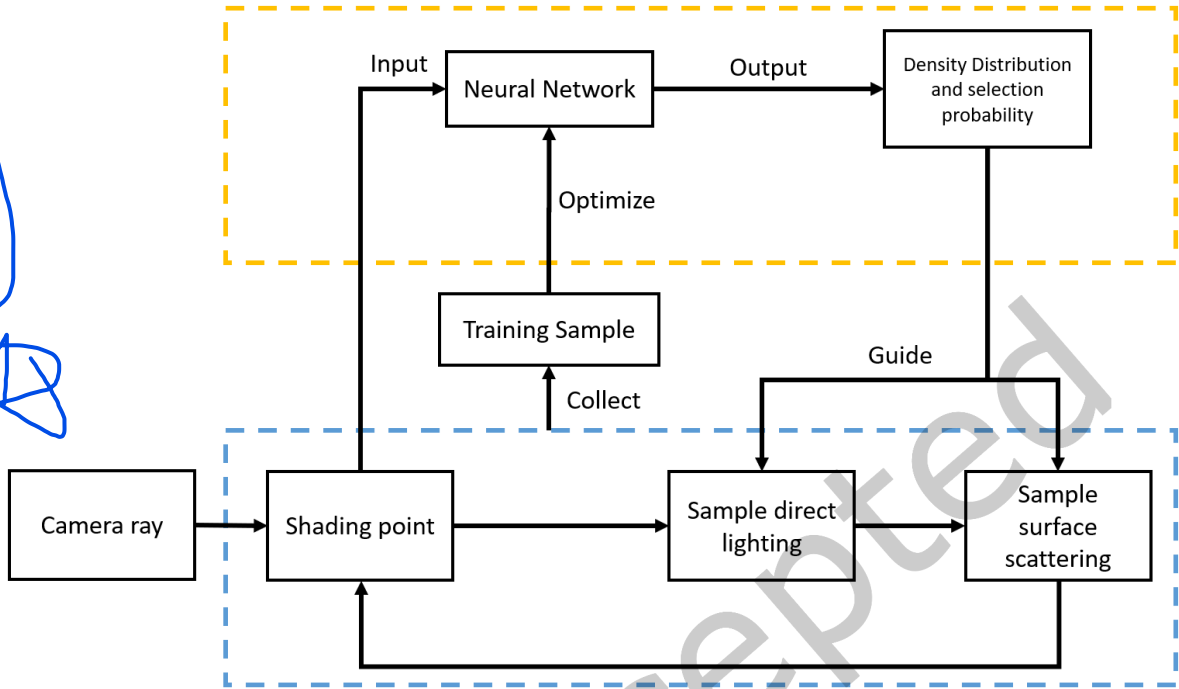 Input
Neural Network
Output
Density Distribution
and selection
probability
Optimize
Training Sample
Guide
Collect
Camera ray
Shading point
Sample direct
lighting
Sample
surface
scattering
epted